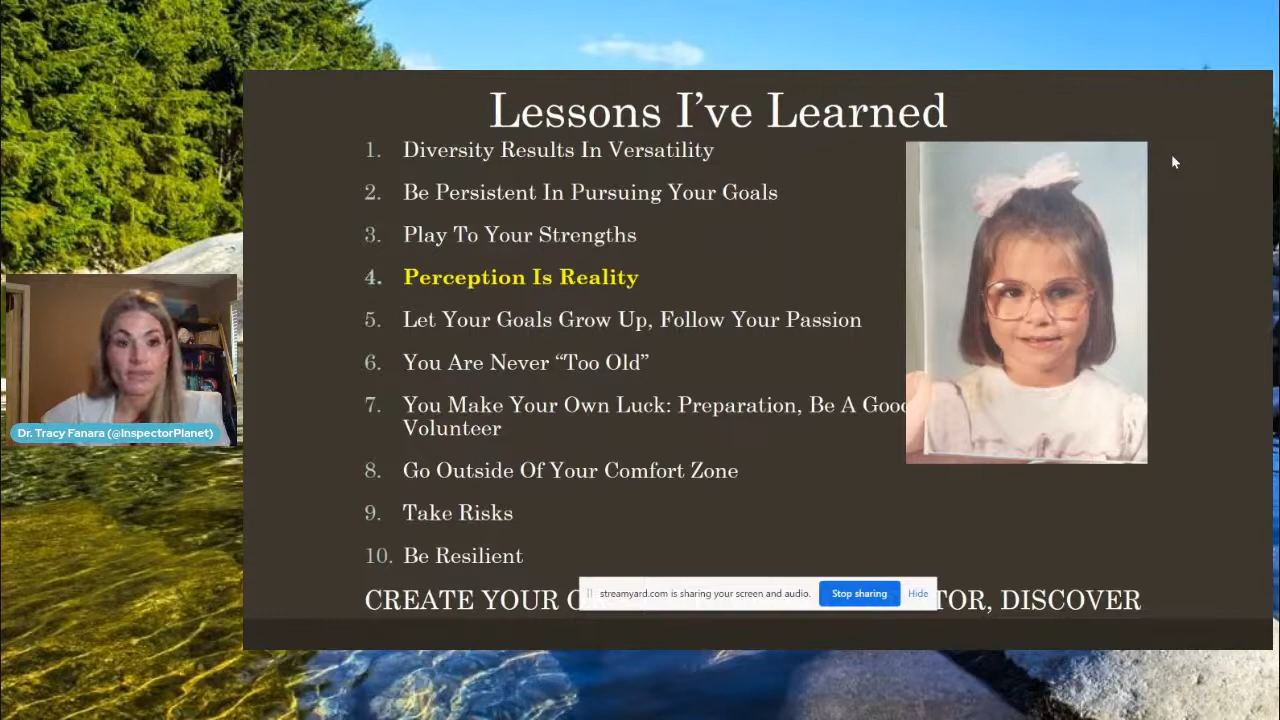 Lessons I've Learned
1. Diversity Results In Versatility
2. Be Persistent In Pursuing Your Goals
3. Play To Your Strengths
4. Perception Is Reality
5. Let Your Goals Grow Up, Follow Your Passion
6. You Are Never “Too Old”
7. You Make Your Own Luck: Preparation, Be A Good
Volunteer
8. Go Outside Of Your Comfort Zone
9. Take Risks
10. Be Resilient
CREATE YOUR TOR, DISCOVER
streamyard.com is sharing your screen and audio. Stop sharing Hide
Dr. Tracy Fanara (@InspectorPlanet)